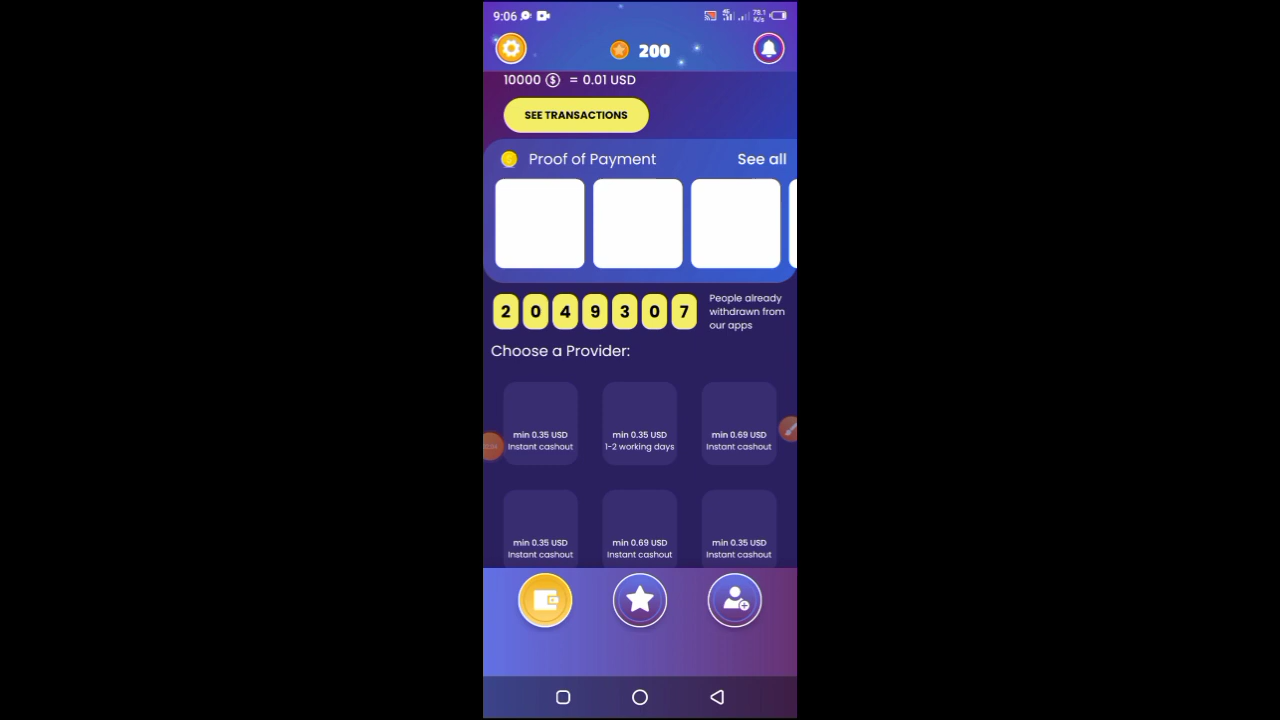 9:06 4G 78.1 K/s
200
10000 $ = 0.01 USD
SEE TRANSACTIONS
Proof of Payment See all
2 0 4 9 3 0 7
People already
withdrawn from
our apps
Choose a Provider:
min 0.35 USD min 0.35 USD min 0.69 USD
Instant cashout 1-2 working days Instant cashout
min 0.35 USD min 0.69 USD min 0.35 USD
Instant cashout Instant cashout Instant cashout